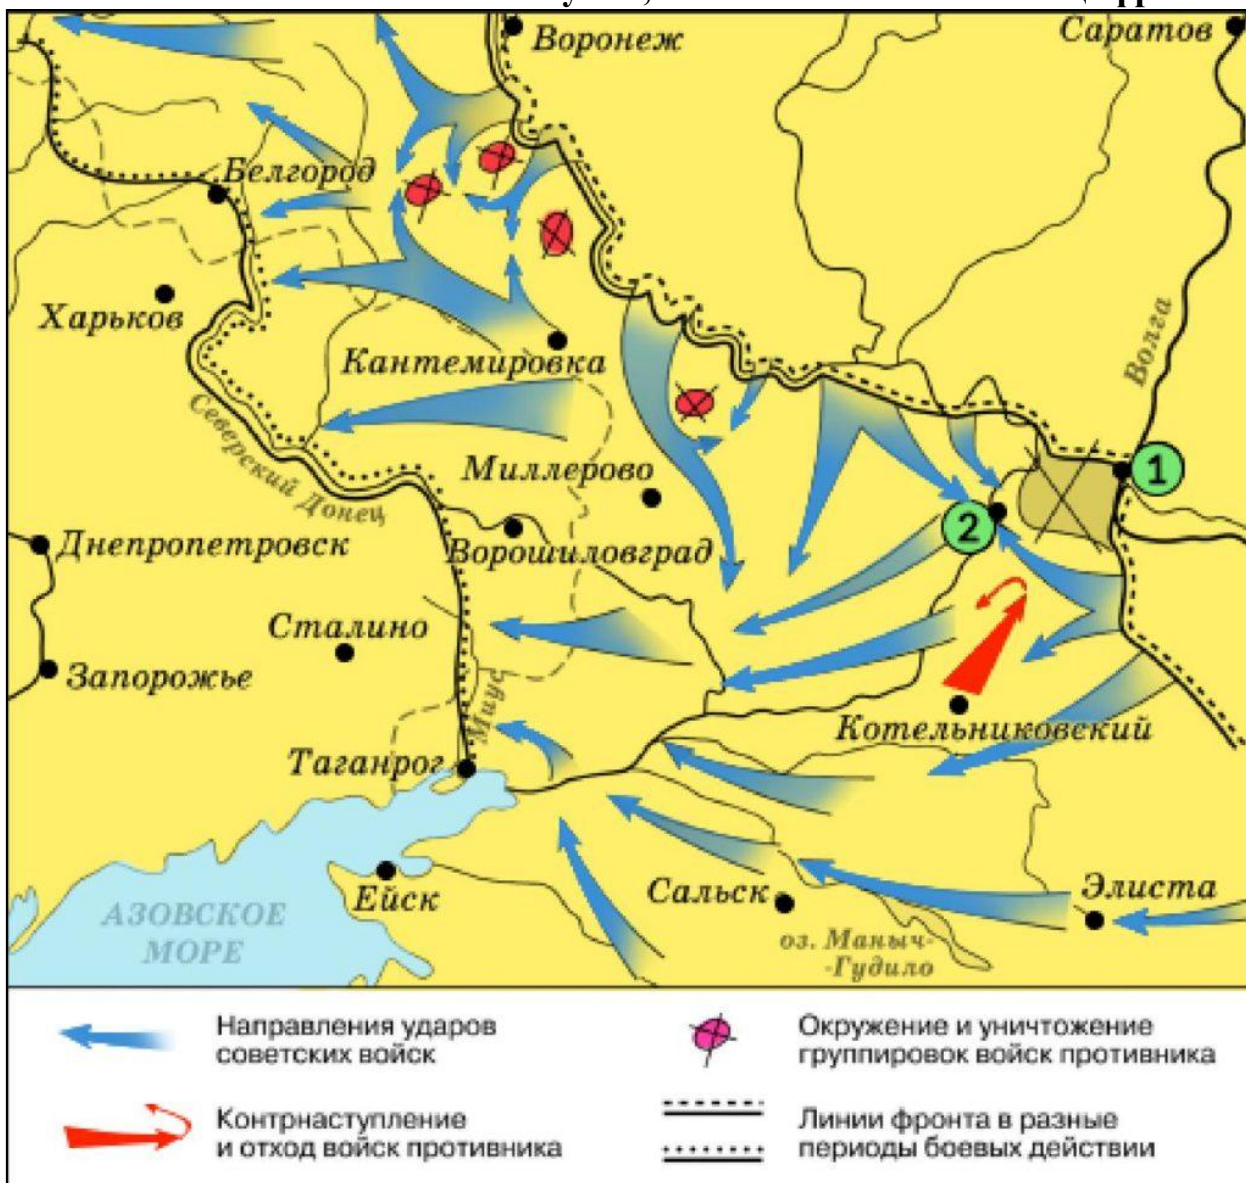 Воронеж
Саратов
Белгород
Волга
Харьков
Кантемировка
Северский Донец
Миллерово
1
2
Днепропетровск
Ворошиловград
Сталино
Запорожье
Миус
Котельниковский
Таганрог
Ейск
Сальск
Элиста
АЗОВСКОЕ
МОРЕ
оз. Маныч-
-Гудило
Направления ударов
советских войск
Окружение и уничтожение
группировок войск противника
Контрнаступление
и отход войск противника
Линии фронта в разные
периоды боевых действии